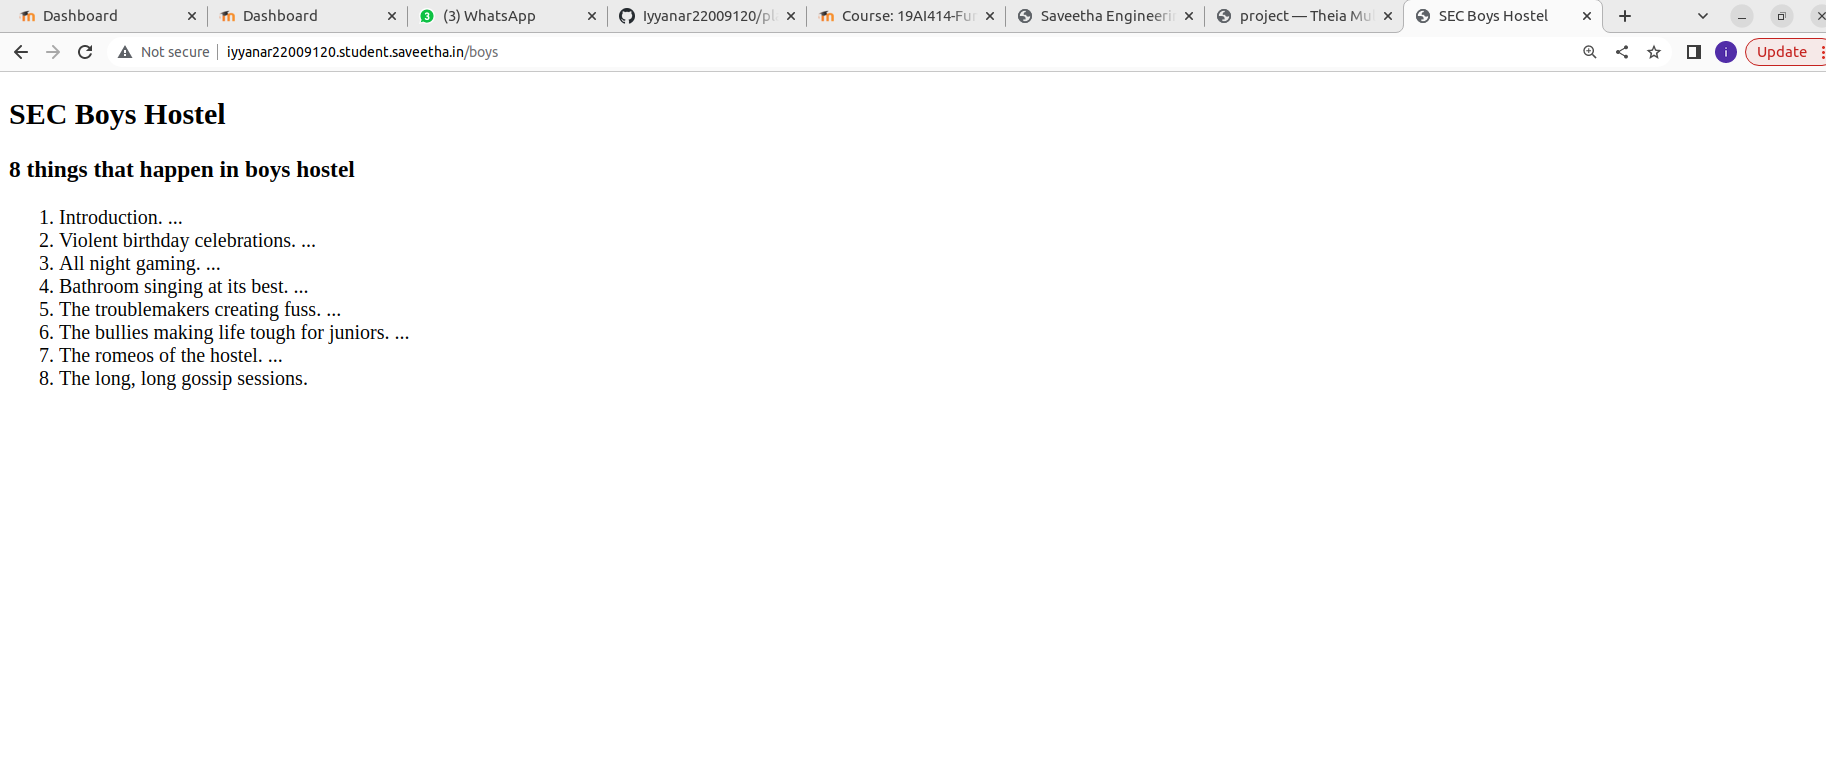 Dashboard
Dashboard
3 (3) WhatsApp
Iyyanar22009120/pl
Course: 19AI414-Fu
Saveetha Engineeri
project — Theia Mu
SEC Boys Hostel
Not secure
iyyanar22009120.student.saveetha.in/boys
i
Update
SEC Boys Hostel
8 things that happen in boys hostel
1. Introduction. ...
2. Violent birthday celebrations. ...
3. All night gaming. ...
4. Bathroom singing at its best. ...
5. The troublemakers creating fuss. ...
6. The bullies making life tough for juniors. ...
7. The romeos of the hostel. ...
8. The long, long gossip sessions.